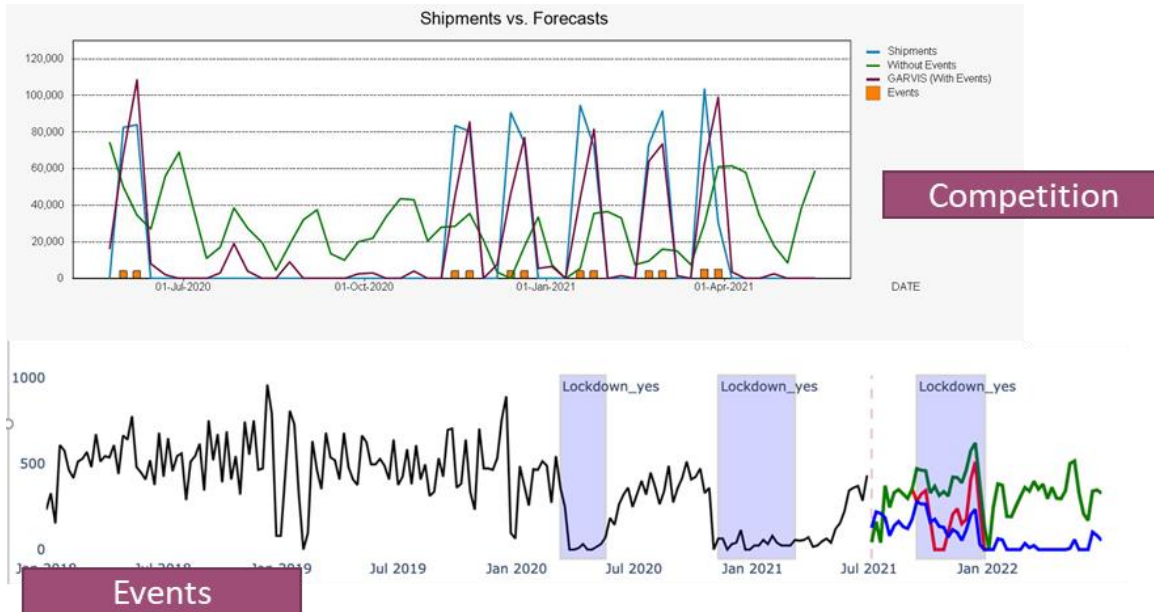 Shipments vs. Forecasts
120,000
100,000
80,000
60,000
40,000
20,000
0
01-Jul-2020
01-Oct-2020
01-Jan-2021
01-Apr-2021
DATE
Shipments
Without Events
GARVIS (With Events)
Events
Competition
1000
500
0
Lockdown_yes
Lockdown_yes
Lockdown_yes
Jan 2018
Jul 2018
Jan 2019
Jul 2019
Jan 2020
Jul 2020
Jan 2021
Jul 2021
Jan 2022
Events